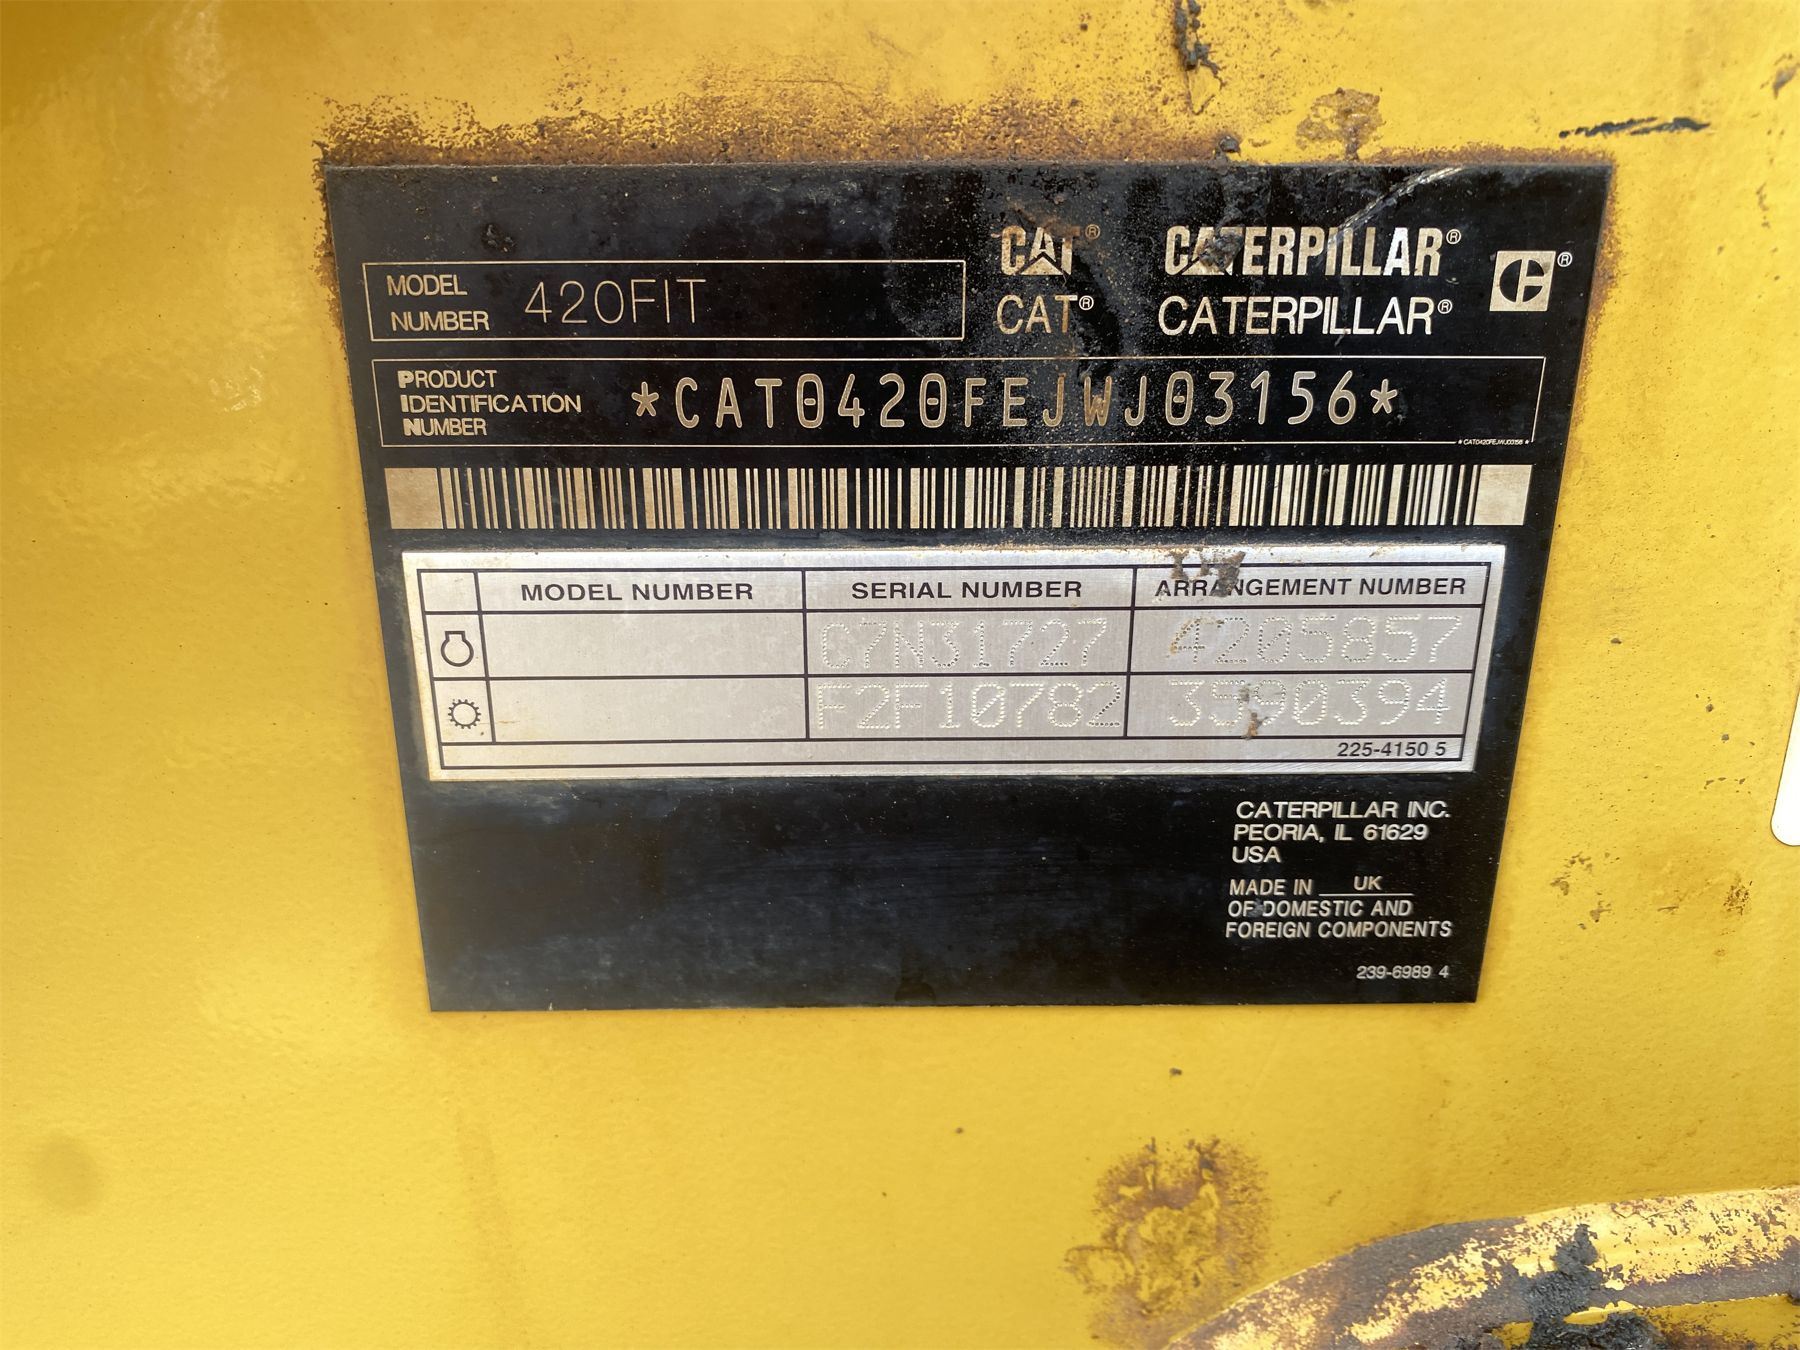 MODEL NUMBER 420FIT
CAT® CATERPILLAR®
CAT® CATERPILLAR®
PRODUCT IDENTIFICATION NUMBER *CAT0420FEJWJ03156*
MODEL NUMBER SERIAL NUMBER ARRANGEMENT NUMBER
C7N31727 4205857
F2F10782 3590394
225-4150 5
CATERPILLAR INC.
PEORIA, IL 61629
USA
MADE IN UK
OF DOMESTIC AND
FOREIGN COMPONENTS
239-6989 4